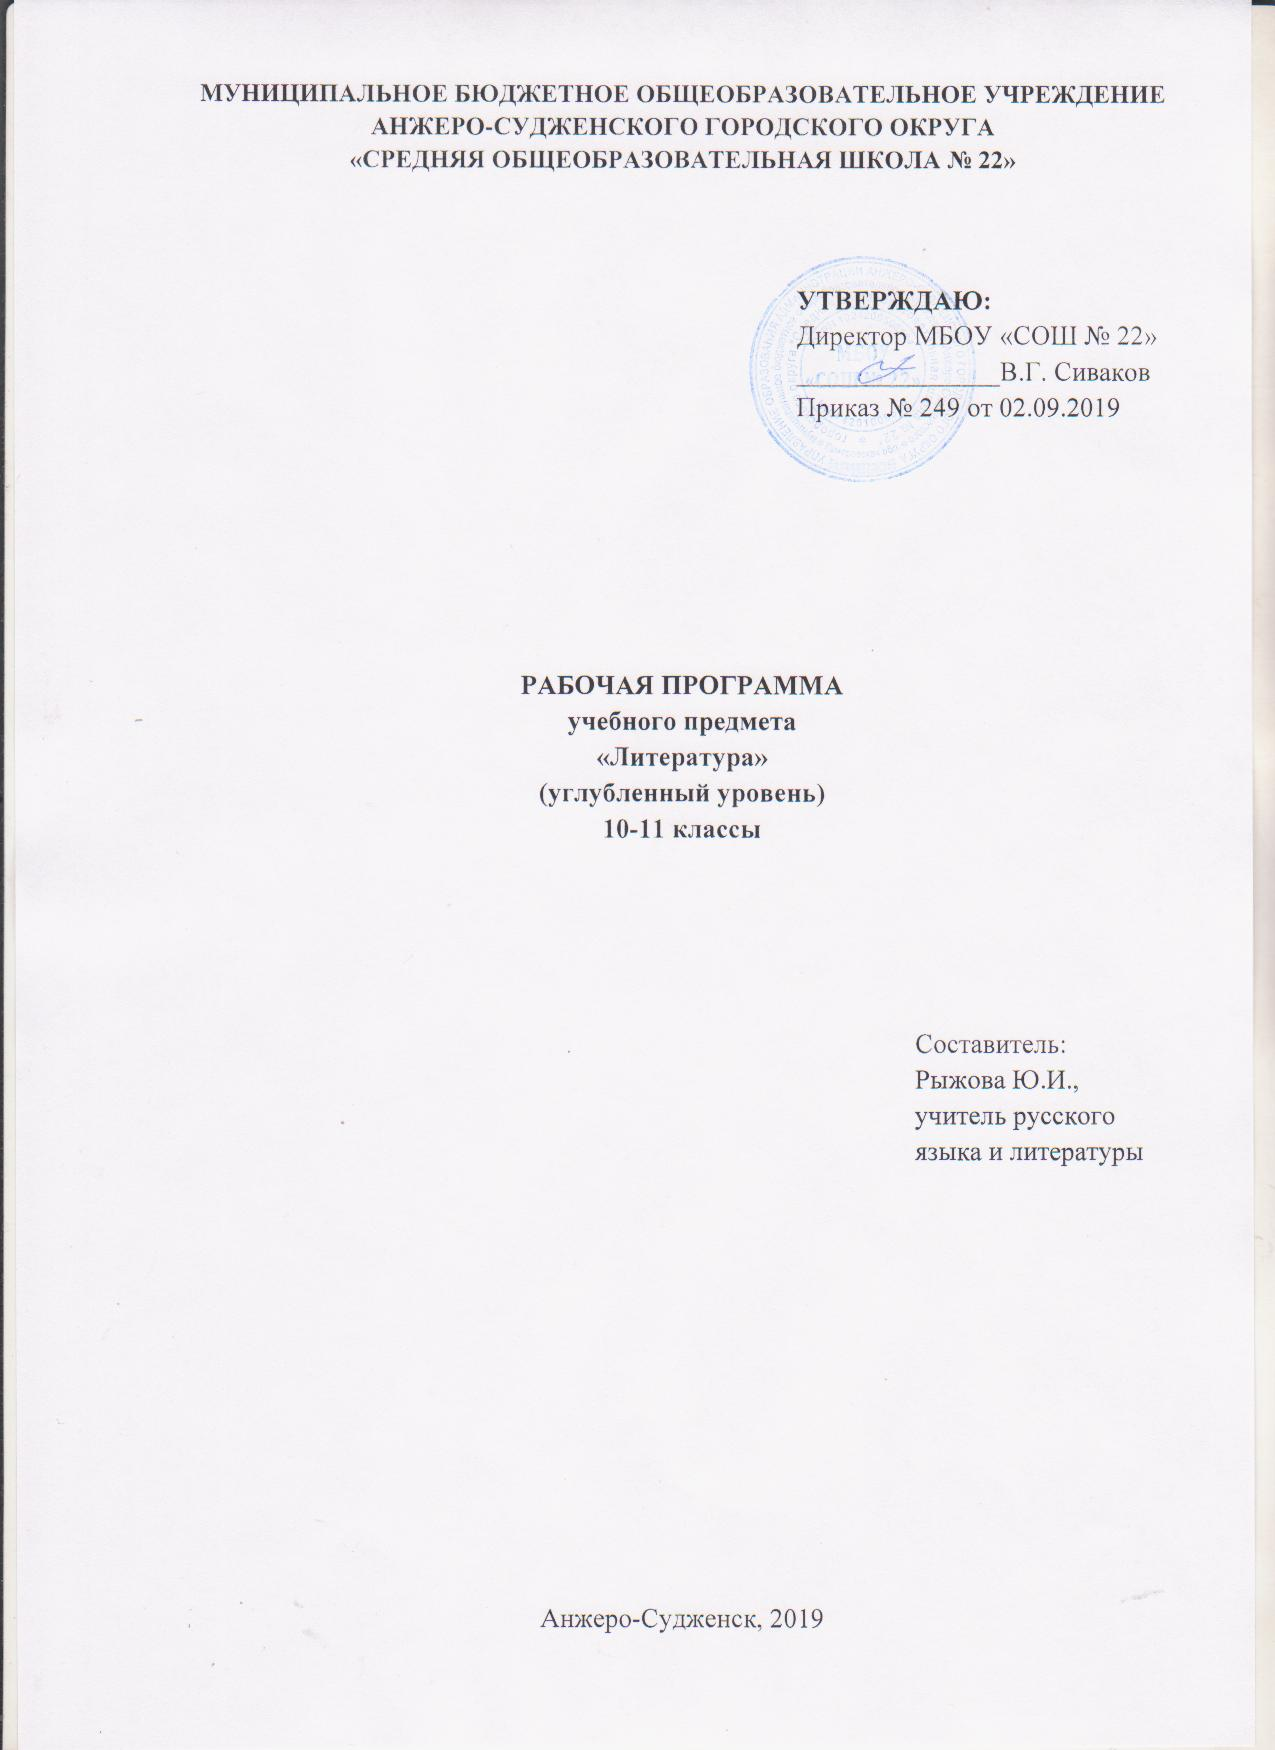 МУНИЦИПАЛЬНОЕ БЮДЖЕТНОЕ ОБЩЕОБРАЗОВАТЕЛЬНОЕ УЧРЕЖДЕНИЕ
АНЖЕРО-СУДЖЕНСКОГО ГОРОДСКОГО ОКРУГА
«СРЕДНЯЯ ОБЩЕОБРАЗОВАТЕЛЬНАЯ ШКОЛА № 22»
УТВЕРЖДАЮ:
Директор МБОУ «СОШ № 22»
_______________В.Г. Сиваков
Приказ № 249 от 02.09.2019
РАБОЧАЯ ПРОГРАММА
учебного предмета
«Литература»
(углубленный уровень)
10-11 классы
Составитель:
Рыжова Ю.И.,
учитель русского
языка и литературы
Анжеро-Судженск, 2019